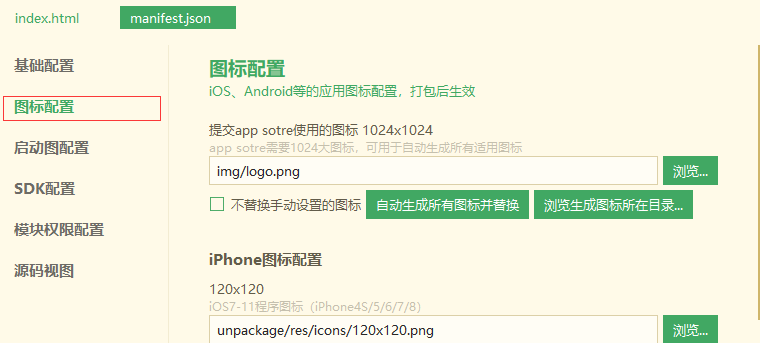 index.html
manifest.json
基础配置
图标配置
启动图配置
SDK配置
模块权限配置
源码视图
图标配置
iOS、Android等的应用图标配置，打包后生效
提交app sotre使用的图标 1024x1024
app sotre需要1024大图标，可用于自动生成所有适用图标
img/logo.png
浏览...
不替换手动设置的图标
自动生成所有图标并替换
浏览生成图标所在目录...
iPhone图标配置
120x120
iOS7-11程序图标（iPhone4S/5/6/7/8）
unpackage/res/icons/120x120.png
浏览...